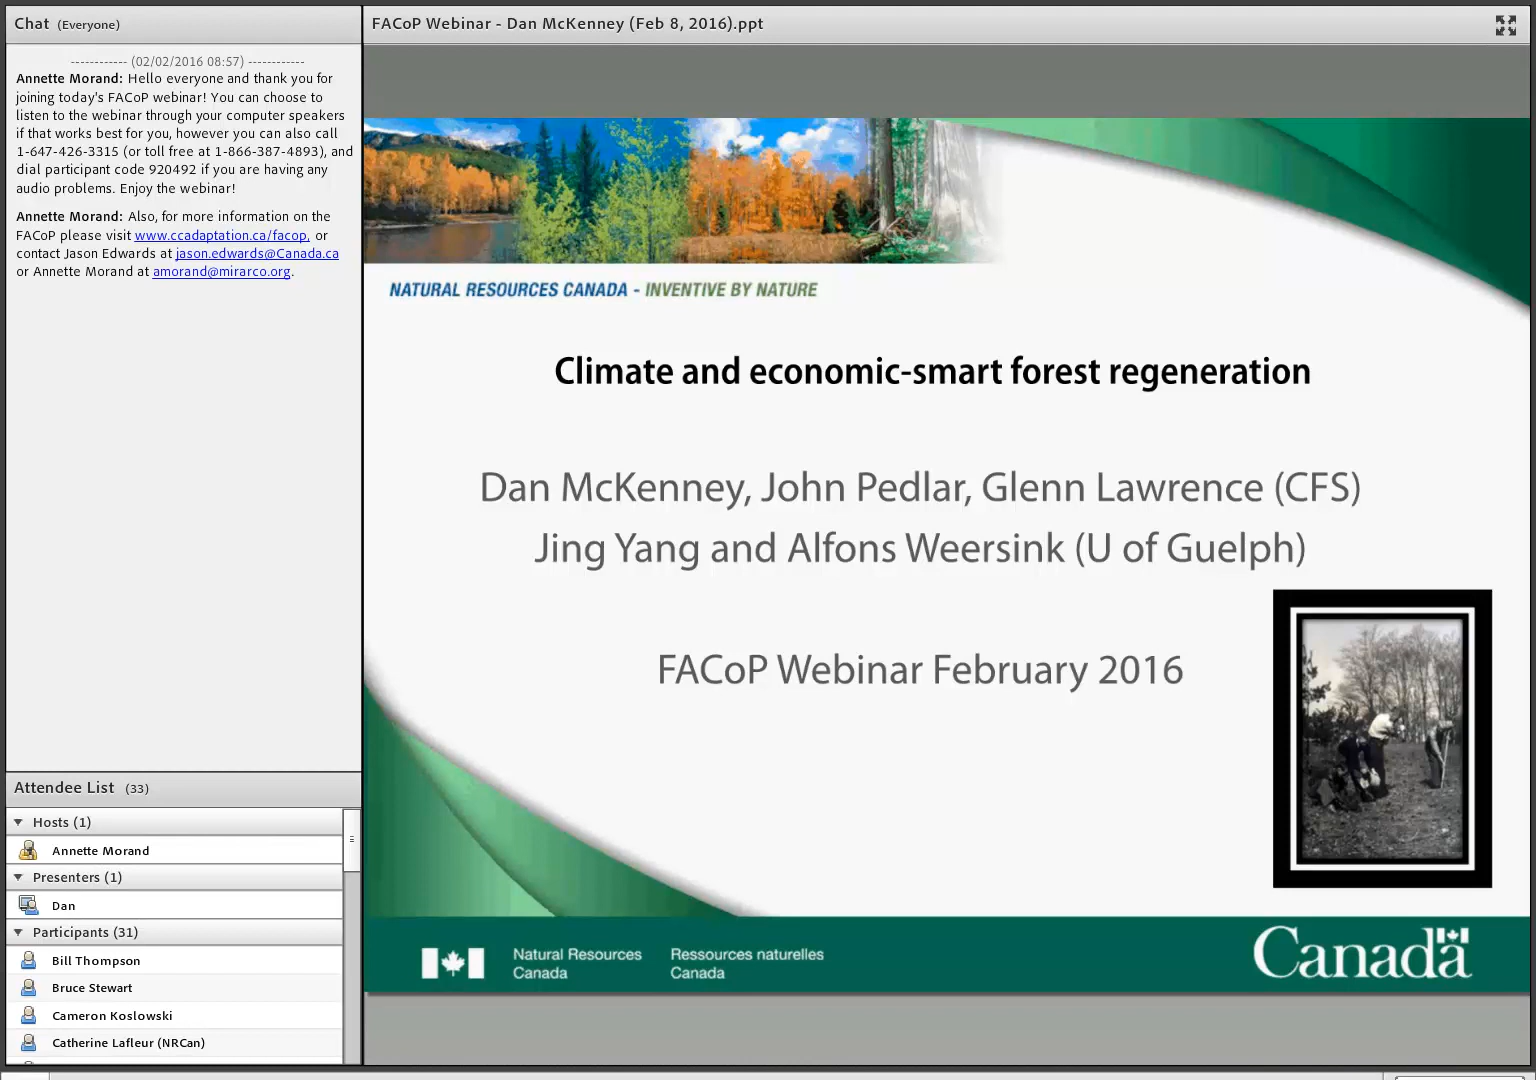 Chat (Everyone)
------------ (02/02/2016 08:57) ------------
Annette Morand: Hello everyone and thank you for
joining today's FACoP webinar! You can choose to
listen to the webinar through your computer speakers
if that works best for you, however you can also call
1-647-426-3315 (or toll free at 1-866-387-4893), and
dial participant code 920492 if you are having any
audio problems. Enjoy the webinar!
Annette Morand: Also, for more information on the
FACoP please visit www.ccadaptation.ca/facop, or
contact Jason Edwards at jason.edwards@Canada.ca
or Annette Morand at amorand@mirarco.org.
Attendee List (33)
Hosts (1)
Annette Morand
Presenters (1)
Dan
Participants (31)
Bill Thompson
Bruce Stewart
Cameron Koslowski
Catherine Lafleur (NRCan)
FACoP Webinar - Dan McKenney (Feb 8, 2016).ppt
NATURAL RESOURCES CANADA - INVENTIVE BY NATURE
Climate and economic-smart forest regeneration
Dan McKenney, John Pedlar, Glenn Lawrence (CFS)
Jing Yang and Alfons Weersink (U of Guelph)
FACoP Webinar February 2016
Natural Resources
Canada
Ressources naturelles
Canada
Canada